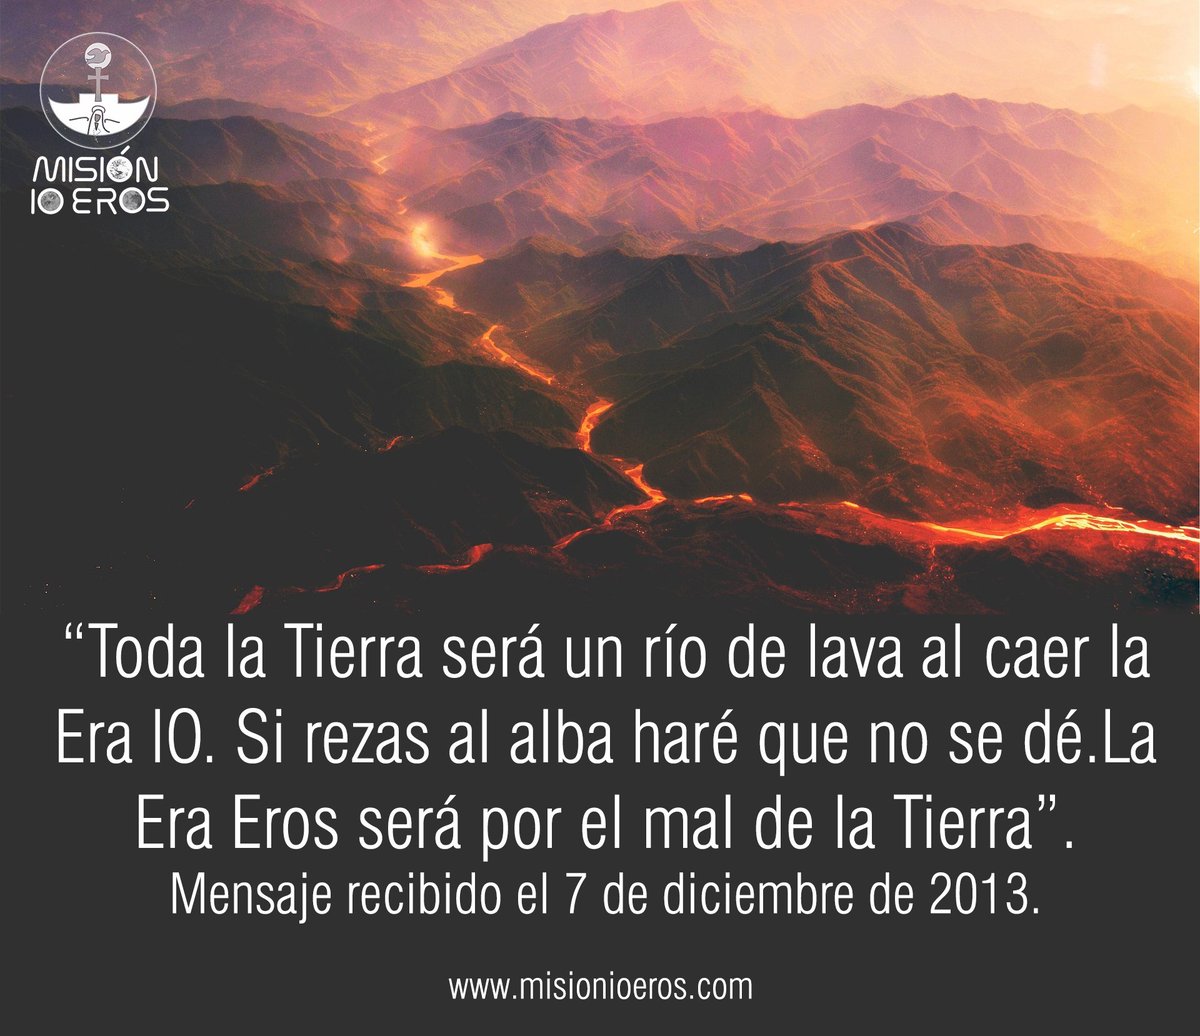 MISIÓN
IO EROS
“Toda la Tierra será un río de lava al caer la
Era IO. Si rezas al alba haré que no se dé.La
Era Eros será por el mal de la Tierra”.
Mensaje recibido el 7 de diciembre de 2013.
www.misionioeros.com